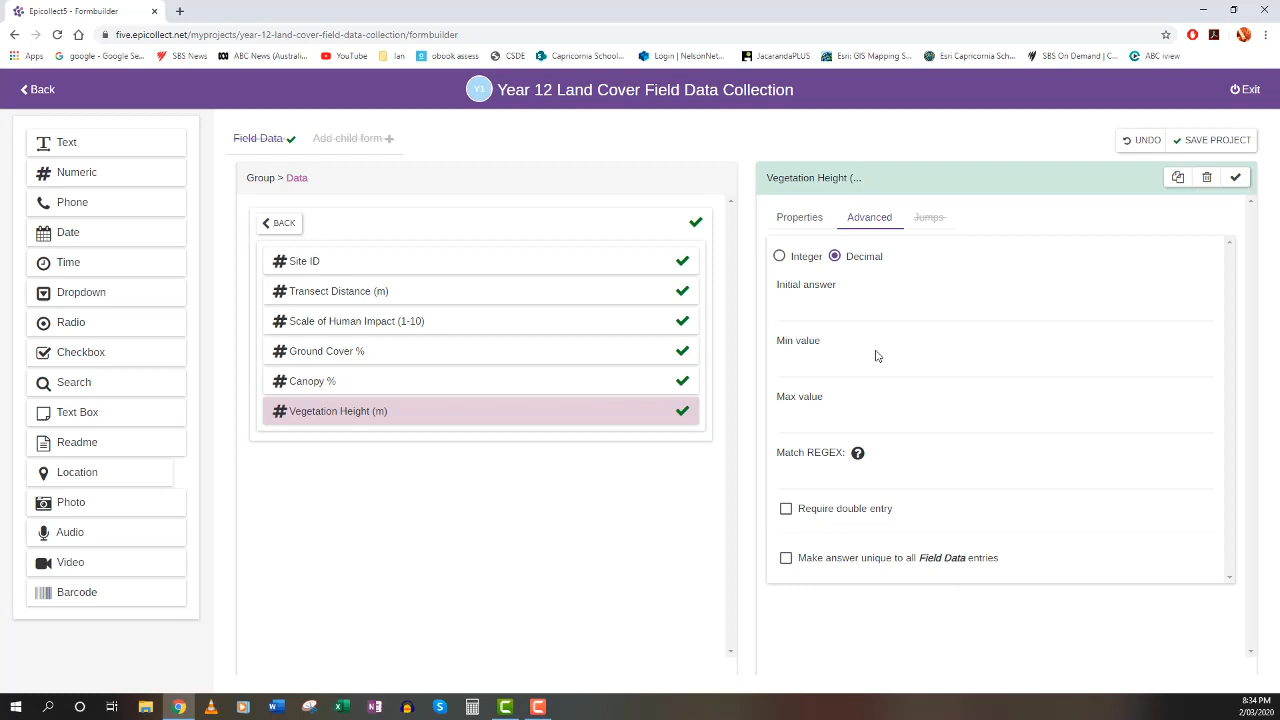 Epicollect5 - Formbuilder
five.epicollect.net/myprojects/year-12-land-cover-field-data-collection/formbuilder
Apps google - Google Se... SBS News ABC News (Australi... YouTube Ian obook assess CSDE Capricornia School... Login | NelsonNet... JacarandaPLUS Esri: GIS Mapping S... Esri Capricornia Sch... SBS On Demand | C... ABC iview
Back
Y1 Year 12 Land Cover Field Data Collection
Exit
Text
Numeric
Phone
Date
Time
Dropdown
Radio
Checkbox
Search
Text Box
Readme
Location
Photo
Audio
Video
Barcode
Field Data Add child form
UNDO SAVE PROJECT
Group > Data
BACK
Site ID
Transect Distance (m)
Scale of Human Impact (1-10)
Ground Cover %
Canopy %
Vegetation Height (m)
Vegetation Height (...
Properties Advanced Jumps
Integer Decimal
Initial answer
Min value
Max value
Match REGEX:
Require double entry
Make answer unique to all Field Data entries
8:34 PM
2/03/2020